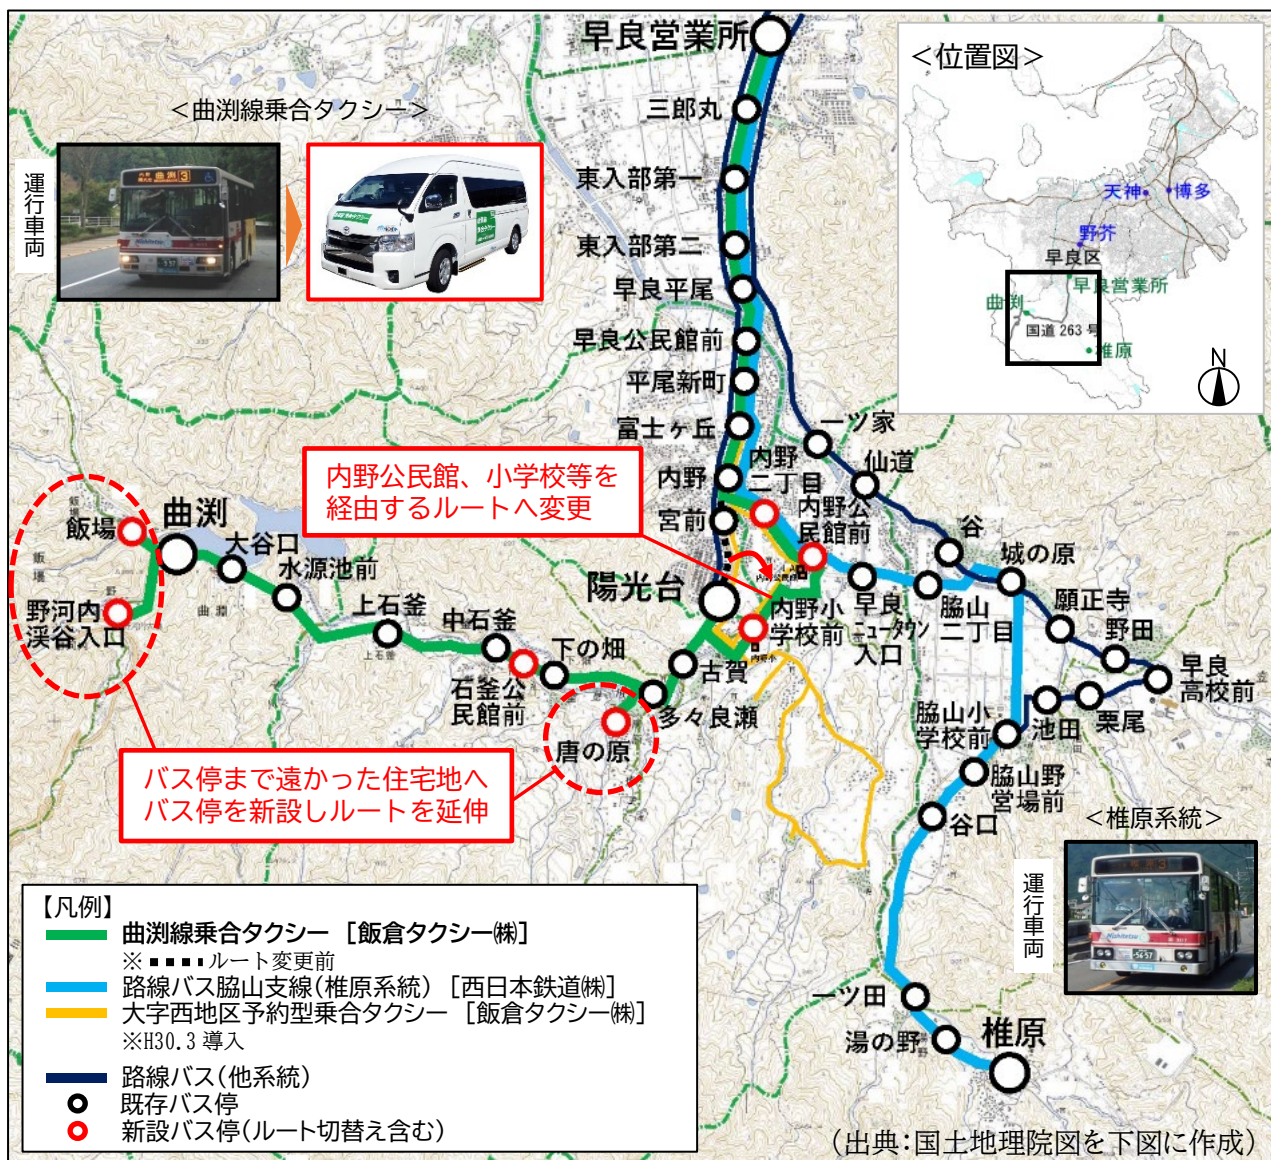 早良営業所
三郎丸
東入部第一
東入部第二
早良平尾
早良公民館前
平尾新町
富士ヶ丘
内野
宮前
陽光台
＜曲渕線乗合タクシー＞
運行車両
曲渕 3
＜位置図＞
天神
博多
野芥
早良区
早良営業所
曲渕
国道 263 号
椎原
N
内野公民館、小学校等を
経由するルートへ変更
内野
二丁目
内野公
民館前
内野小
学校前
一ツ家
仙道
谷
城の原
願正寺
野田
早良
高校前
栗尾
池田
早良
ニュータウン
入口
脇山
二丁目
脇山小
学校前
脇山野
営場前
谷口
一ツ田
湯の野
椎原
飯場
曲渕
野河内
渓谷入口
大谷口
水源池前
上石釜
中石釜
石釜公
民館前
下の畑
唐の原
多々良瀬
古賀
バス停まで遠かった住宅地へ
バス停を新設しルートを延伸
＜椎原系統＞
運行車両
【凡例】
曲渕線乗合タクシー [飯倉タクシー㈱]
※ ルート変更前
路線バス脇山支線(椎原系統) [西日本鉄道㈱]
大字西地区予約型乗合タクシー [飯倉タクシー㈱]
※H30.3 導入
路線バス(他系統)
既存バス停
新設バス停(ルート切替え含む)
（出典:国土地理院図を下図に作成）